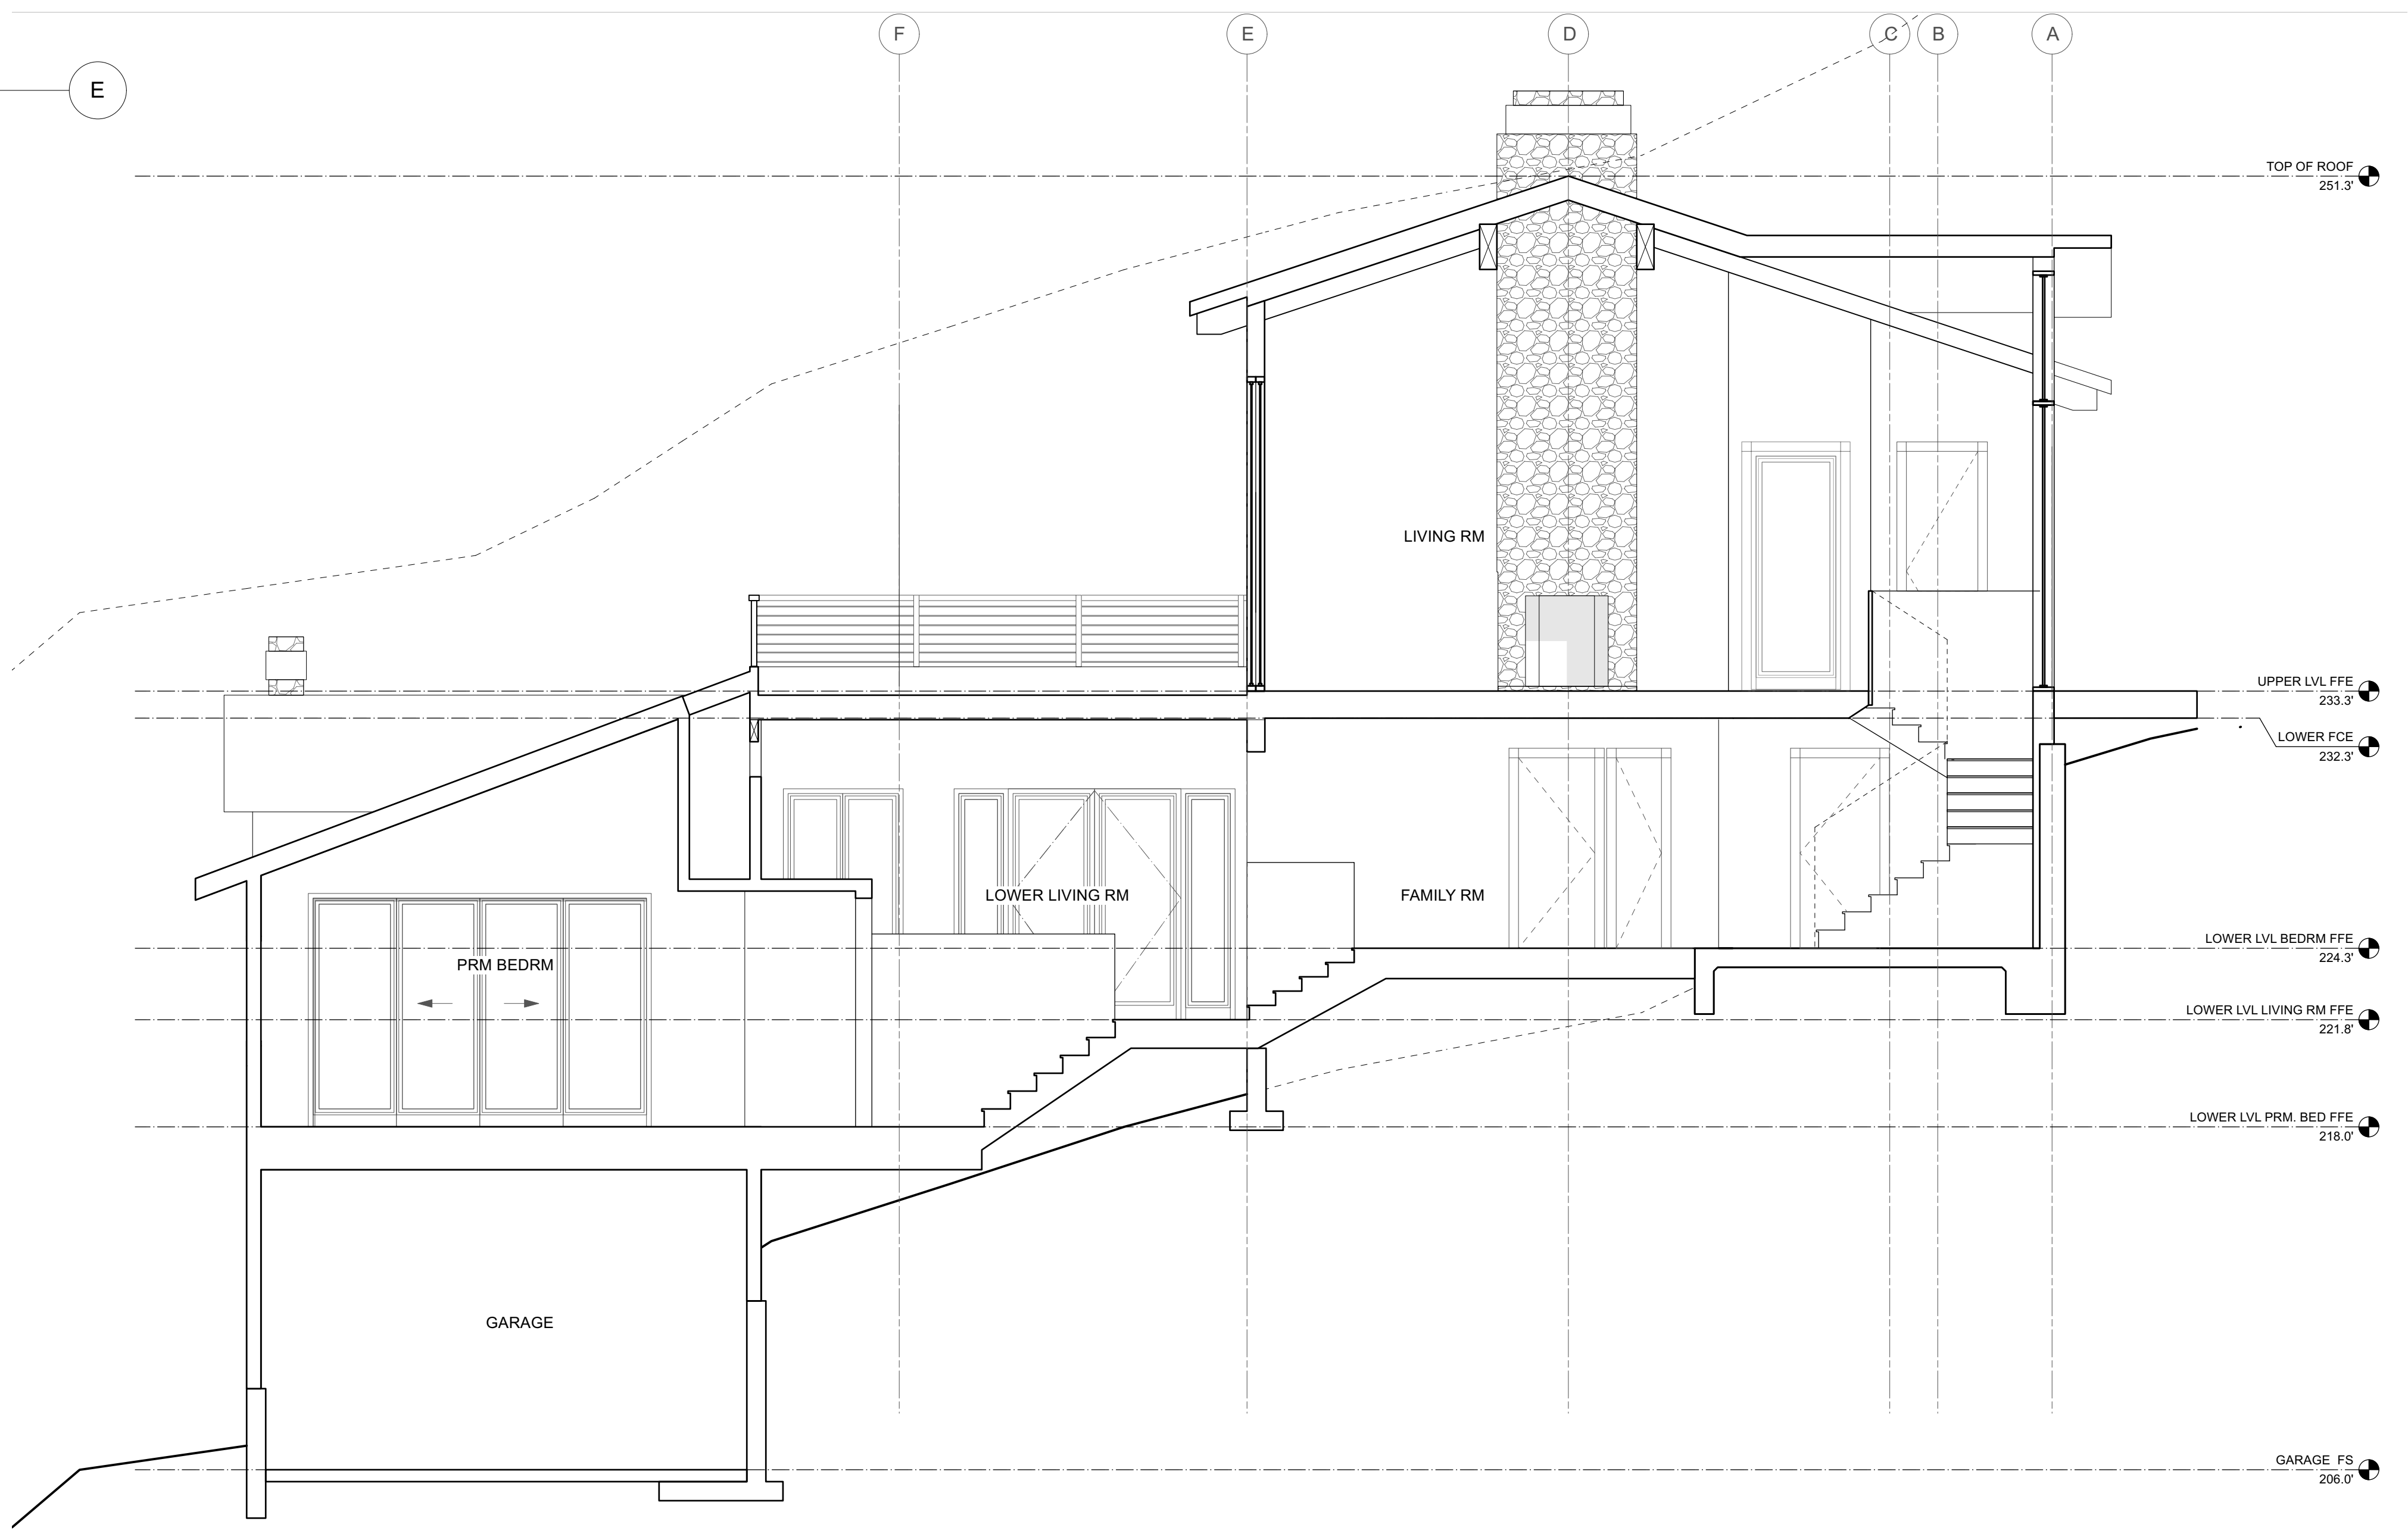 F
E
D
C
B
A
E
TOP OF ROOF
251.3'
LIVING RM
UPPER LVL FFE
233.3'
LOWER FCE
232.3'
LOWER LIVING RM
FAMILY RM
LOWER LVL BEDRM FFE
224.3'
PRM BEDRM
LOWER LVL LIVING RM FFE
221.8'
LOWER LVL PRM. BED FFE
218.0'
GARAGE
GARAGE FS
206.0'